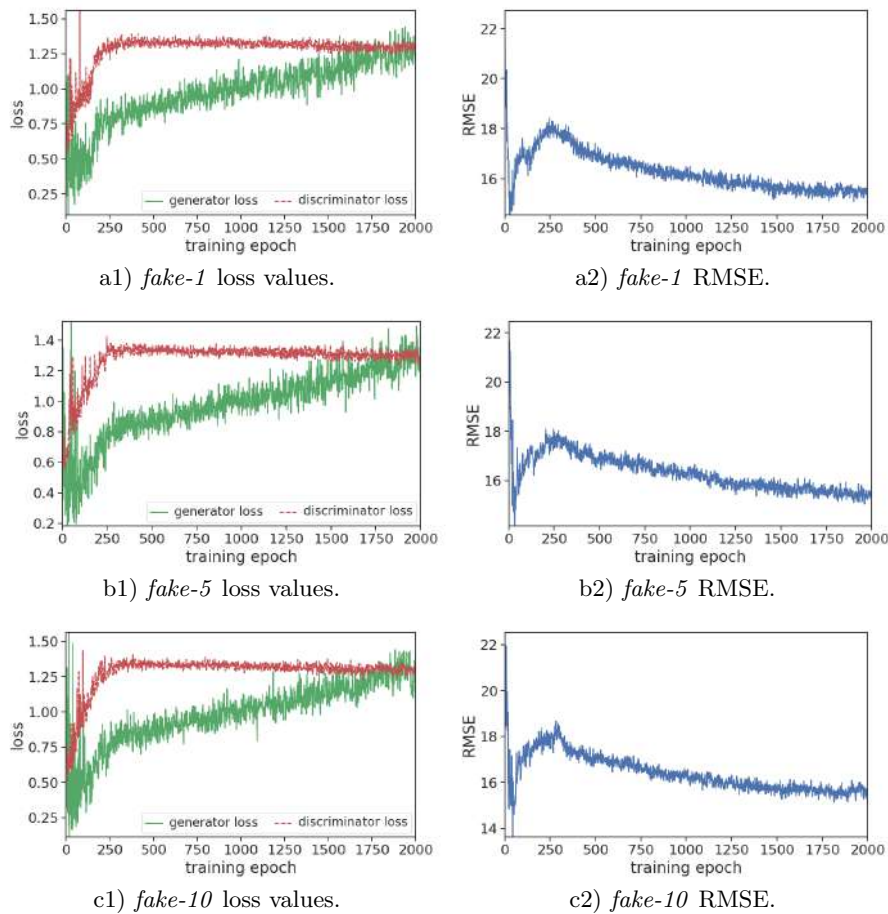 1.50
1.25
1.00
0.75
0.50
0.25
loss
generator loss discriminator loss
0 250 500 750 1000 1250 1500 1750 2000
training epoch
a1) fake-1 loss values.
22
20
18
16
RMSE
0 250 500 750 1000 1250 1500 1750 2000
training epoch
a2) fake-1 RMSE.
1.4
1.2
1.0
0.8
0.6
0.4
0.2
loss
generator loss discriminator loss
0 250 500 750 1000 1250 1500 1750 2000
training epoch
b1) fake-5 loss values.
22
20
18
16
RMSE
0 250 500 750 1000 1250 1500 1750 2000
training epoch
b2) fake-5 RMSE.
1.50
1.25
1.00
0.75
0.50
0.25
loss
generator loss discriminator loss
0 250 500 750 1000 1250 1500 1750 2000
training epoch
c1) fake-10 loss values.
22
20
18
16
14
RMSE
0 250 500 750 1000 1250 1500 1750 2000
training epoch
c2) fake-10 RMSE.